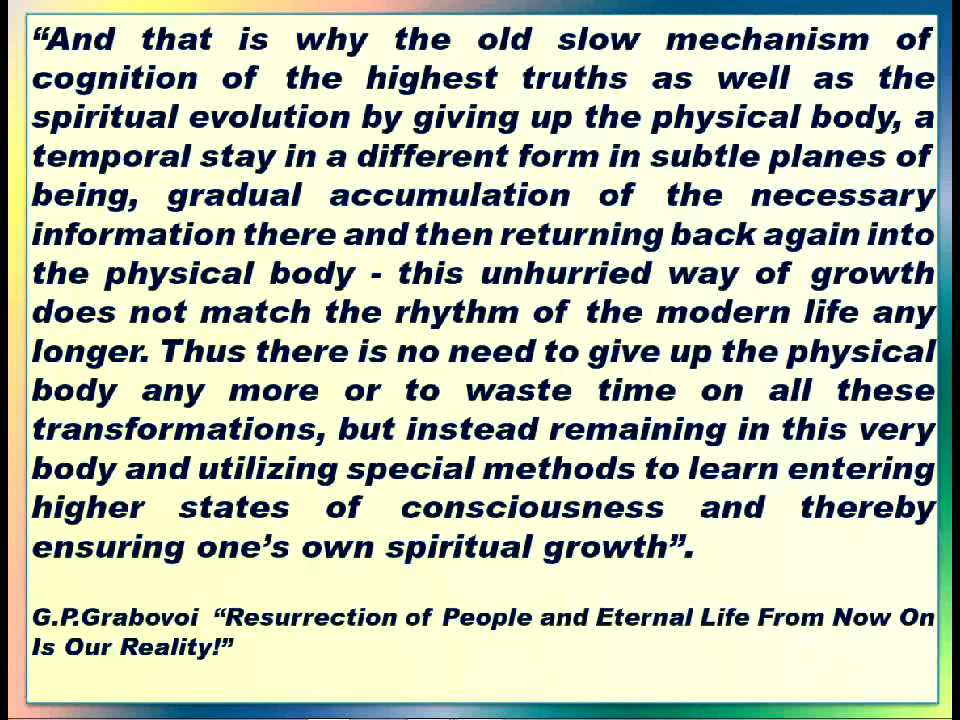 “And that is why the old slow mechanism of
cognition of the highest truths as well as the
spiritual evolution by giving up the physical body, a
temporal stay in a different form in subtle planes of
being, gradual accumulation of the necessary
information there and then returning back again into
the physical body - this unhurried way of growth
does not match the rhythm of the modern life any
longer. Thus there is no need to give up the physical
body any more or to waste time on all these
transformations, but instead remaining in this very
body and utilizing special methods to learn entering
higher states of consciousness and thereby
ensuring one’s own spiritual growth”.
G.P.Grabovoi “Resurrection of People and Eternal Life From Now On
Is Our Reality!”